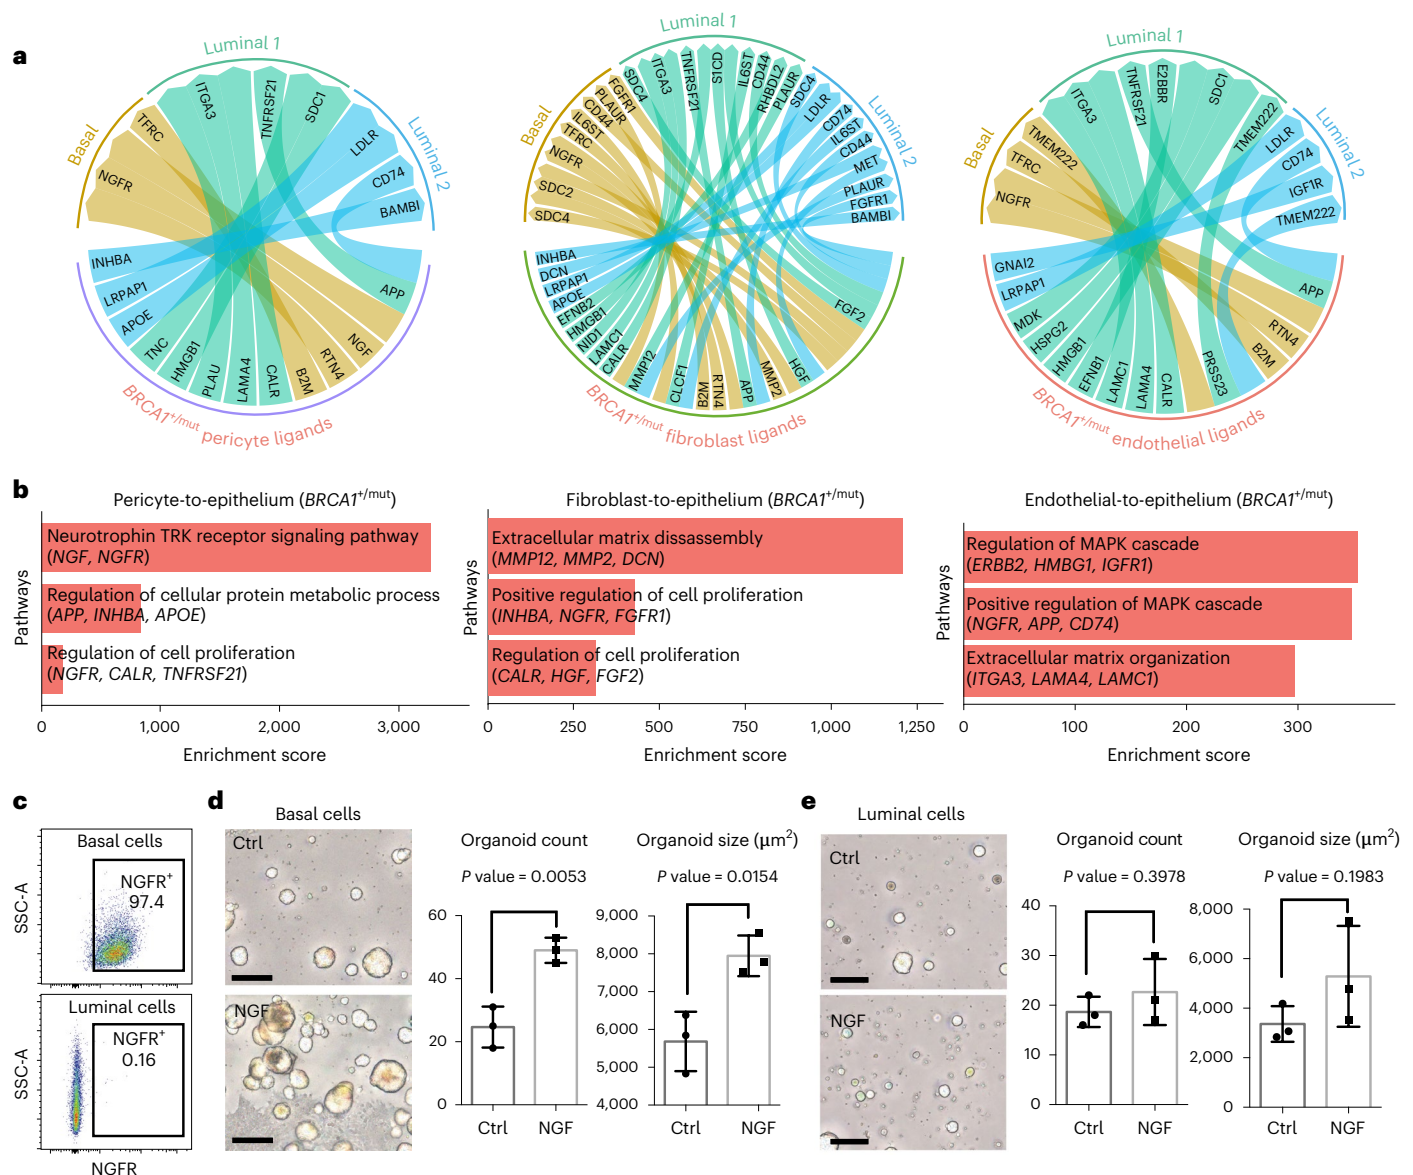 a
Luminal 1
Basal
Luminal 2
TFRC
NGFR
ITGA3
TNFRSF21
SDC1
LDLR
CD74
BAMBI
INHBA
LRPAP1
APOE
TNC
HMGB1
PLAU
LAMA4
CALR
B2M
RTN4
NGF
APP
BRCA1+/mut pericyte ligands
Luminal 1
Basal
Luminal 2
FGFR1
PLAUR
CD44
IL6ST
TFRC
NGFR
SDC2
SDC4
SDC4
ITGA3
TNFRSF21
S1CD
IL6ST
CD44
RHBDL2
PLAUR
SDC4
LDLR
CD74
IL6ST
CD44
MET
PLAUR
FGFR1
BAMBI
INHBA
DCN
LRPAP1
APOE
EFNB2
HMGB1
NID1
LAMC1
CALR
MMP12
CLCF1
B2M
RTN4
APP
MMP2
HGF
FGF2
BRCA1+/mut fibroblast ligands
Luminal 1
Basal
Luminal 2
TMEM222
TFRC
NGFR
ITGA3
TNFRSF21
E2BBR
SDC1
TMEM222
LDLR
CD74
IGF1R
TMEM222
GNAI2
LRPAP1
MDK
HSPG2
HMGB1
EFNB1
LAMC1
LAMA4
CALR
PRSS23
B2M
RTN4
APP
BRCA1+/mut endothelial ligands
b
Pericyte-to-epithelium (BRCA1+/mut)
Pathways
Neurotrophin TRK receptor signaling pathway
(NGF, NGFR)
Regulation of cellular protein metabolic process
(APP, INHBA, APOE)
Regulation of cell proliferation
(NGFR, CALR, TNFRSF21)
0 1,000 2,000 3,000
Enrichment score
Fibroblast-to-epithelium (BRCA1+/mut)
Pathways
Extracellular matrix dissassembly
(MMP12, MMP2, DCN)
Positive regulation of cell proliferation
(INHBA, NGFR, FGFR1)
Regulation of cell proliferation
(CALR, HGF, FGF2)
0 250 500 750 1,000 1,250
Enrichment score
Endothelial-to-epithelium (BRCA1+/mut)
Pathways
Regulation of MAPK cascade
(ERBB2, HMBG1, IGFR1)
Positive regulation of MAPK cascade
(NGFR, APP, CD74)
Extracellular matrix organization
(ITGA3, LAMA4, LAMC1)
0 100 200 300
Enrichment score
c
Basal cells
NGFR+
97.4
SSC-A
Luminal cells
NGFR+
0.16
SSC-A
NGFR
d
Basal cells
Ctrl
NGF
Organoid count
P value = 0.0053
60
40
20
0
Ctrl NGF
Organoid size (μm2)
P value = 0.0154
9,000
8,000
7,000
6,000
5,000
4,000
Ctrl NGF
e
Luminal cells
Ctrl
NGF
Organoid count
P value = 0.3978
40
30
20
10
0
Ctrl NGF
Organoid size (μm2)
P value = 0.1983
8,000
6,000
4,000
2,000
0
Ctrl NGF